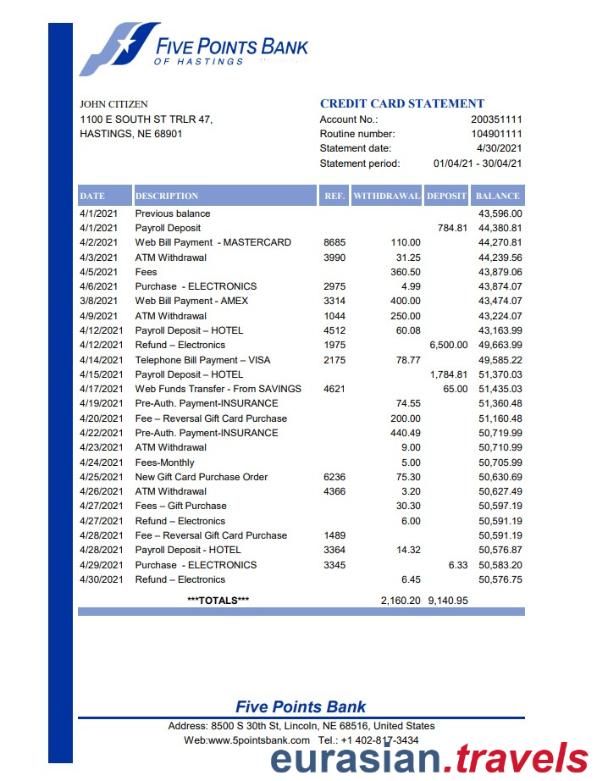 FIVE POINTS BANK
OF HASTINGS
JOHN CITIZEN
1100 E SOUTH ST TRLR 47,
HASTINGS, NE 68901
CREDIT CARD STATEMENT
Account No.: 200351111
Routine number: 104901111
Statement date: 4/30/2021
Statement period: 01/04/21 - 30/04/21
DATE DESCRIPTION REF. WITHDRAWAL DEPOSIT BALANCE
4/1/2021 Previous balance 43,596.00
4/1/2021 Payroll Deposit 784.81 44,380.81
4/2/2021 Web Bill Payment - MASTERCARD 8685 110.00 44,270.81
4/3/2021 ATM Withdrawal 3990 31.25 44,239.56
4/5/2021 Fees 360.50 43,879.06
4/6/2021 Purchase - ELECTRONICS 2975 4.99 43,874.07
3/8/2021 Web Bill Payment - AMEX 3314 400.00 43,474.07
4/9/2021 ATM Withdrawal 1044 250.00 43,224.07
4/12/2021 Payroll Deposit – HOTEL 4512 60.08 43,163.99
4/12/2021 Refund – Electronics 1975 6,500.00 49,663.99
4/14/2021 Telephone Bill Payment – VISA 2175 78.77 49,585.22
4/15/2021 Payroll Deposit – HOTEL 1,784.81 51,370.03
4/17/2021 Web Funds Transfer - From SAVINGS 4621 65.00 51,435.03
4/19/2021 Pre-Auth. Payment-INSURANCE 74.55 51,360.48
4/20/2021 Fee – Reversal Gift Card Purchase 200.00 51,160.48
4/22/2021 Pre-Auth. Payment-INSURANCE 440.49 50,719.99
4/23/2021 ATM Withdrawal 9.00 50,710.99
4/24/2021 Fees-Monthly 5.00 50,705.99
4/25/2021 New Gift Card Purchase Order 6236 75.30 50,630.69
4/26/2021 ATM Withdrawal 4366 3.20 50,627.49
4/27/2021 Fees – Gift Purchase 30.30 50,597.19
4/27/2021 Refund – Electronics 6.00 50,591.19
4/28/2021 Fee – Reversal Gift Card Purchase 1489 50,591.19
4/28/2021 Payroll Deposit - HOTEL 3364 14.32 50,576.87
4/29/2021 Purchase - ELECTRONICS 3345 6.33 50,583.20
4/30/2021 Refund – Electronics 6.45 50,576.75
***TOTALS*** 2,160.20 9,140.95
Five Points Bank
Address: 8500 S 30th St, Lincoln, NE 68516, United States
Web:www.5pointsbank.com Tel.: +1 402-817-3434
eurasian.travels